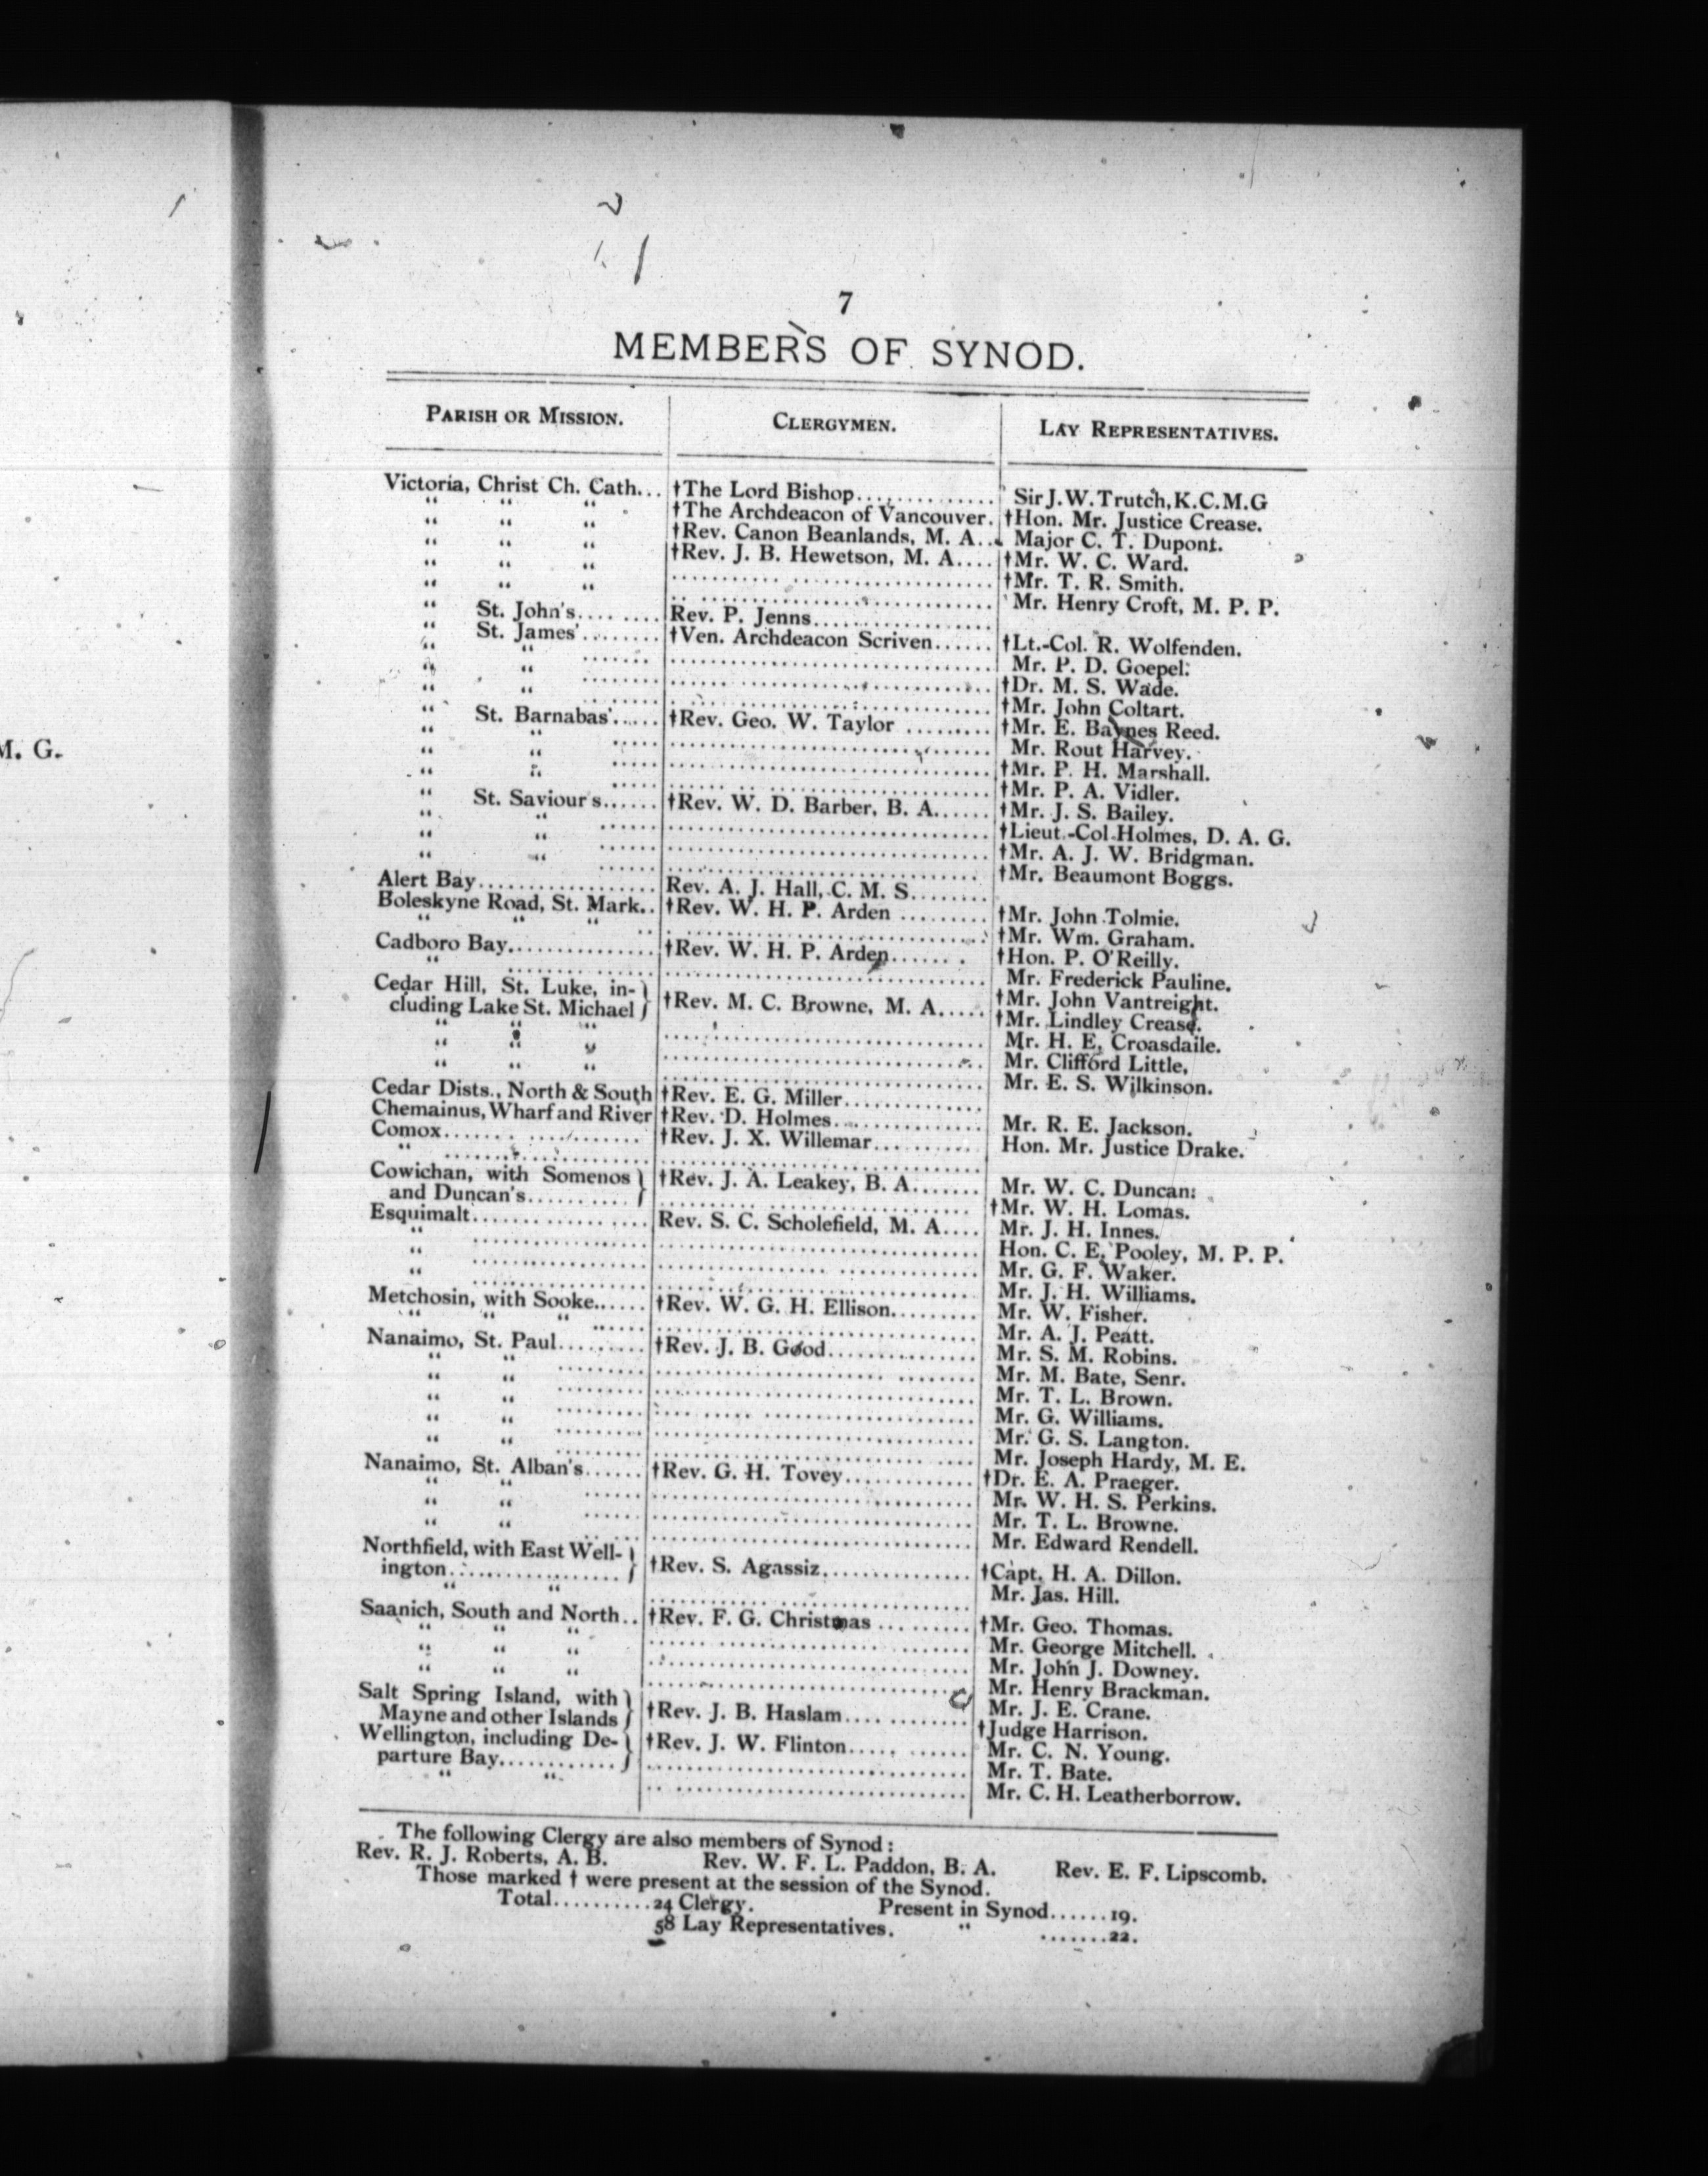 M. G.
7
MEMBERS OF SYNOD.
PARISH OR MISSION. CLERGYMEN. LAY REPRESENTATIVES.
Victoria, Christ Ch. Cath... †The Lord Bishop.............. Sir J. W. Trutch, K. C. M. G
“ “ “ †The Archdeacon of Vancouver. †Hon. Mr. Justice Crease.
“ “ “ †Rev. Canon Beanlands, M. A... Major C. T. Dupont.
“ “ “ †Rev. J. B. Hewetson, M. A.... †Mr. W. C. Ward.
“ “ “ .............................. †Mr. T. R. Smith.
“ “ “ .............................. Mr. Henry Croft, M. P. P.
“ St. John's........ Rev. P. Jenns.................
“ St. James'........ †Ven. Archdeacon Scriven...... †Lt.-Col. R. Wolfenden.
“ “ ....... .............................. Mr. P. D. Goepel.
“ “ ........ .............................. †Dr. M. S. Wade.
“ “ ........ .............................. †Mr. John Coltart.
“ St. Barnabas'..... †Rev. Geo. W. Taylor ......... †Mr. E. Baynes Reed.
“ “ ..... .............................. Mr. Rout Harvey.
“ “ ..... .............................. †Mr. P. H. Marshall.
“ “ ..... .............................. †Mr. P. A. Vidler.
“ St. Saviour's...... †Rev. W. D. Barber, B. A...... †Mr. J. S. Bailey.
“ “ ...... .............................. †Lieut.-Col. Holmes, D. A. G.
“ “ ...... .............................. †Mr. A. J. W. Bridgman.
“ “ ...... .............................. †Mr. Beaumont Boggs.
Alert Bay.................. Rev. A. J. Hall, C. M. S........
Boleskyne Road, St. Mark.. †Rev. W. H. P. Arden ......... †Mr. John Tolmie.
“ “ “ .. .............................. †Mr. Wm. Graham.
Cadboro Bay............... †Rev. W. H. P. Arden....... . †Hon. P. O'Reilly.
“ ............... .............................. Mr. Frederick Pauline.
Cedar Hill, St. Luke, in- } †Mr. John Vantreight.
cluding Lake St. Michael } †Rev. M. C. Browne, M. A..... †Mr. Lindley Crease.
“ “ “ .............................. Mr. H. E. Croasdaile.
“ “ “ .............................. Mr. Clifford Little,
“ “ “ .............................. Mr. E. S. Wilkinson.
Cedar Dists., North & South †Rev. E. G. Miller..............
Chemainus, Wharf and River †Rev. D. Holmes............... Mr. R. E. Jackson.
Comox....... ........... †Rev. J. X. Willemar.......... Hon. Mr. Justice Drake.
“ ................... ..............................
Cowichan, with Somenos } †Rev. J. A. Leakey, B. A....... Mr. W. C. Duncan.
and Duncan's........... } .............................. †Mr. W. H. Lomas.
Esquimalt................. Rev. S. C. Scholefield, M. A.... Mr. J. H. Innes.
“ ................. .............................. Hon. C. E. Pooley, M. P. P.
“ ................. .............................. Mr. G. F. Waker.
“ ................. .............................. Mr. J. H. Williams.
Metchosin, with Sooke...... †Rev. W. G. H. Ellison......... Mr. W. Fisher.
“ “ “ ..... .............................. Mr. A. J. Peatt.
Nanaimo, St. Paul......... †Rev. J. B. Good............... Mr. S. M. Robins.
“ “ ......... .............................. Mr. M. Bate, Senr.
“ “ ......... .............................. Mr. T. L. Brown.
“ “ ......... .............................. Mr. G. Williams.
“ “ ......... .............................. Mr. G. S. Langton.
“ “ ......... .............................. Mr. Joseph Hardy, M. E.
Nanaimo, St. Alban's...... †Rev. G. H. Tovey............. †Dr. E. A. Praeger.
“ “ ...... .............................. Mr. W. H. S. Perkins.
“ “ ...... .............................. Mr. T. L. Browne.
“ “ ...... .............................. Mr. Edward Rendell.
Northfield, with East Well- }
ington.................. } †Rev. S. Agassiz............... †Capt. H. A. Dillon.
“ “ .............................. Mr. Jas. Hill.
Saanich, South and North.. †Rev. F. G. Christmas ......... †Mr. Geo. Thomas.
“ “ “ .............................. Mr. George Mitchell.
“ “ “ .............................. Mr. John J. Downey.
“ “ “ .............................. Mr. Henry Brackman.
Salt Spring Island, with } Mr. J. E. Crane.
Mayne and other Islands } †Rev. J. B. Haslam............ †Judge Harrison.
Wellington, including De- } †Rev. J. W. Flinton..... ...... Mr. C. N. Young.
parture Bay............ } .............................. Mr. T. Bate.
“ “ .............................. Mr. C. H. Leatherborrow.
The following Clergy are also members of Synod:
Rev. R. J. Roberts, A. B. Rev. W. F. L. Paddon, B. A. Rev. E. F. Lipscomb.
Those marked † were present at the session of the Synod.
Total..........24 Clergy. Present in Synod......19.
58 Lay Representatives. “ .......22.